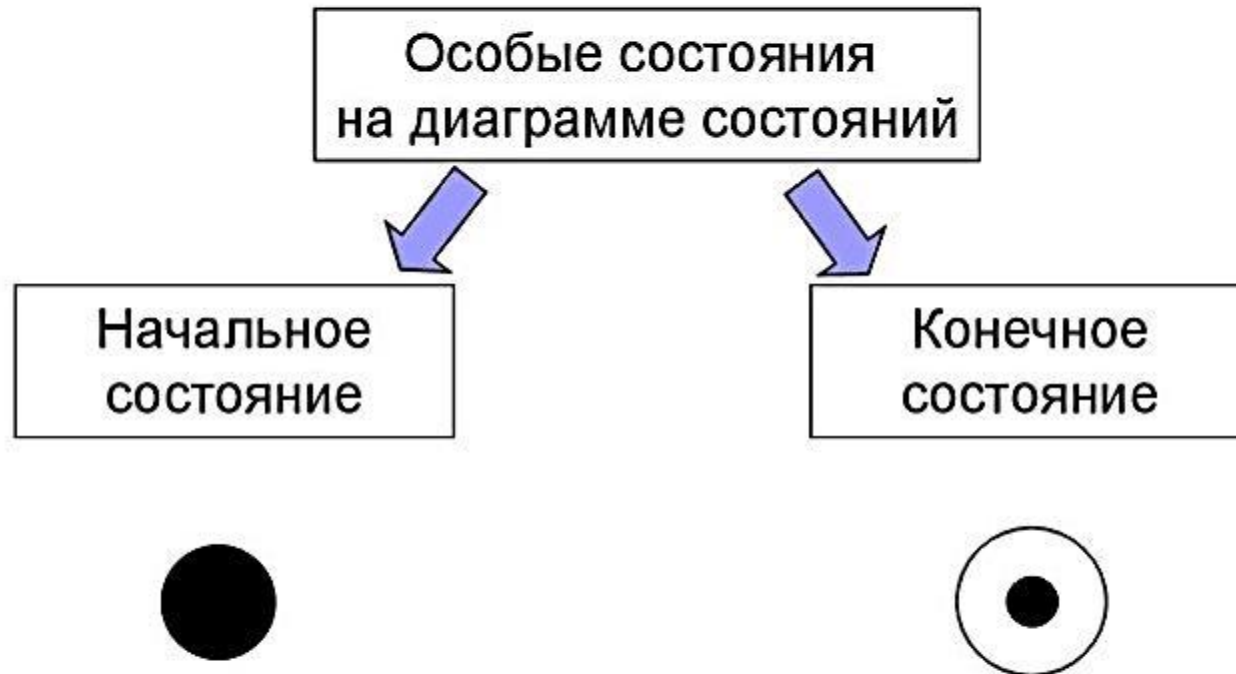 Особые состояния
на диаграмме состояний
Начальное
состояние
Конечное
состояние